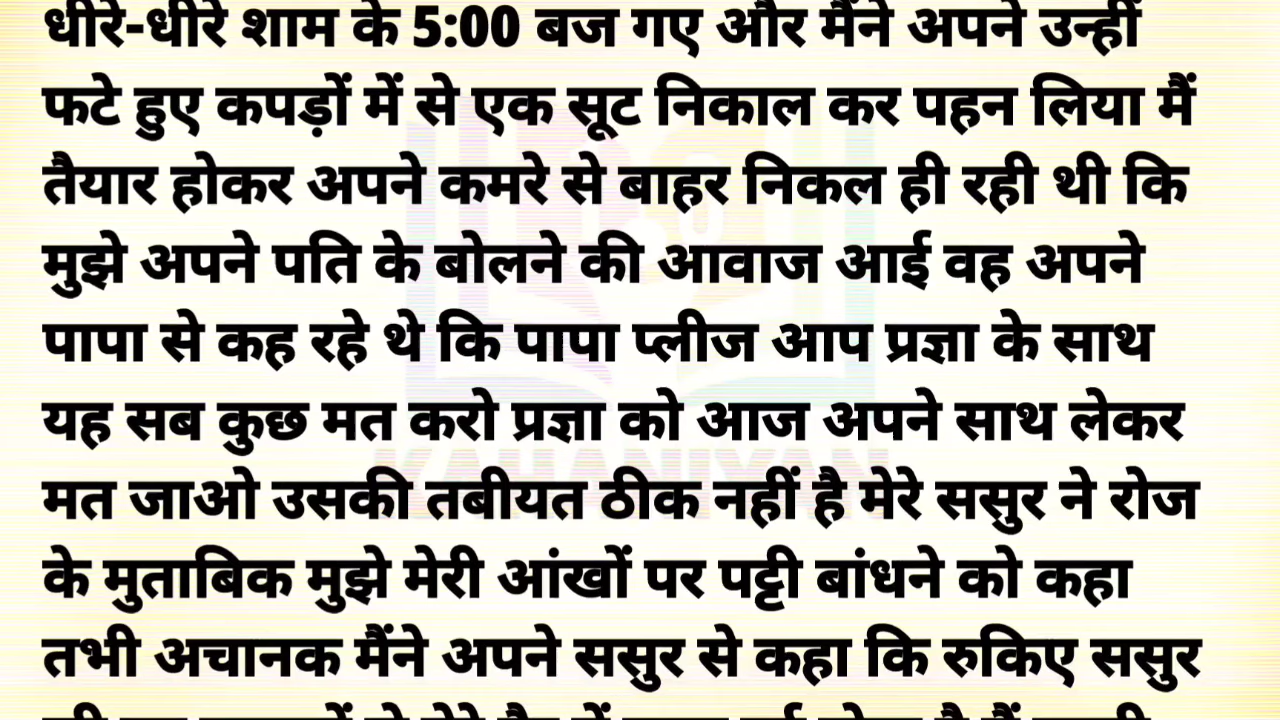 धीरे-धीरे शाम के 5:00 बज गए और मैंने अपने उन्हीं
फटे हुए कपड़ों में से एक सूट निकाल कर पहन लिया मैं
तैयार होकर अपने कमरे से बाहर निकल ही रही थी कि
मुझे अपने पति के बोलने की आवाज आई वह अपने
पापा से कह रहे थे कि पापा प्लीज आप प्रज्ञा के साथ
यह सब कुछ मत करो प्रज्ञा को आज अपने साथ लेकर
मत जाओ उसकी तबीयत ठीक नहीं है मेरे ससुर ने रोज
के मुताबिक मुझे मेरी आंखों पर पट्टी बांधने को कहा
तभी अचानक मैंने अपने ससुर से कहा कि रुकिए ससुर